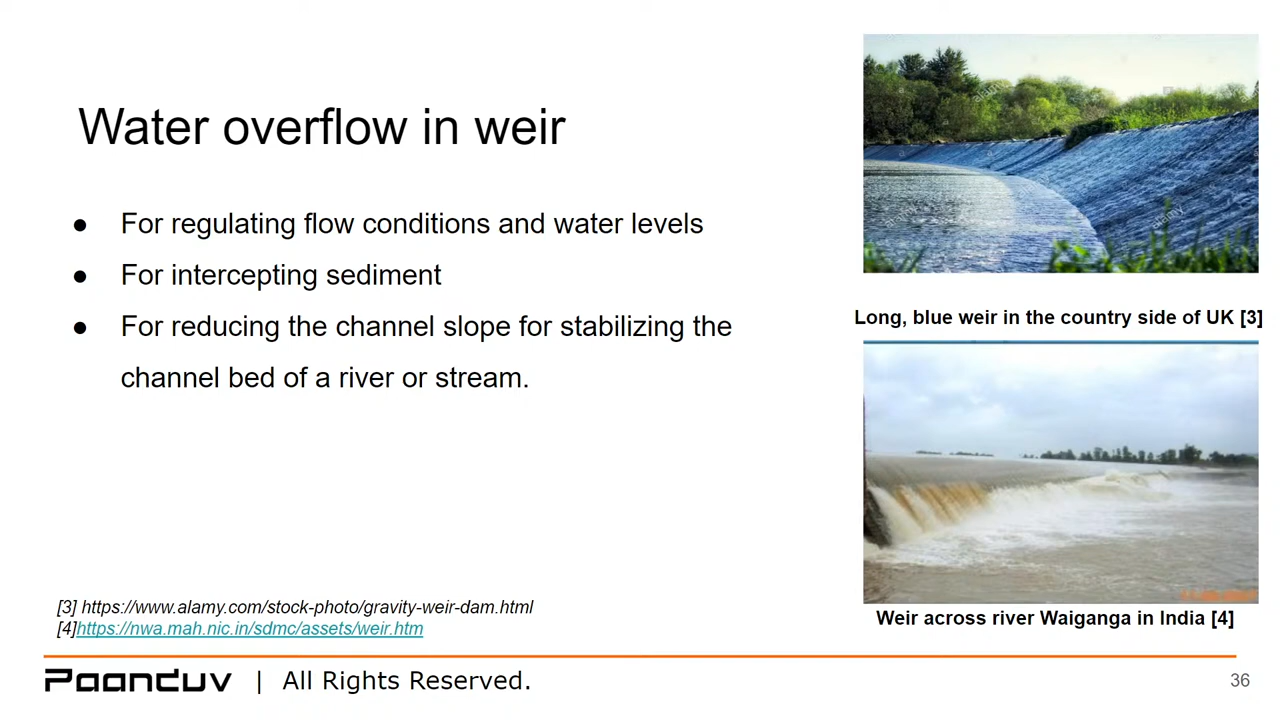 Water overflow in weir
● For regulating flow conditions and water levels
● For intercepting sediment
● For reducing the channel slope for stabilizing the
channel bed of a river or stream.
alamy
alamy
Long, blue weir in the country side of UK [3]
Weir across river Waiganga in India [4]
[3] https://www.alamy.com/stock-photo/gravity-weir-dam.html
[4]https://nwa.mah.nic.in/sdmc/assets/weir.htm
Paanduv | All Rights Reserved.
36